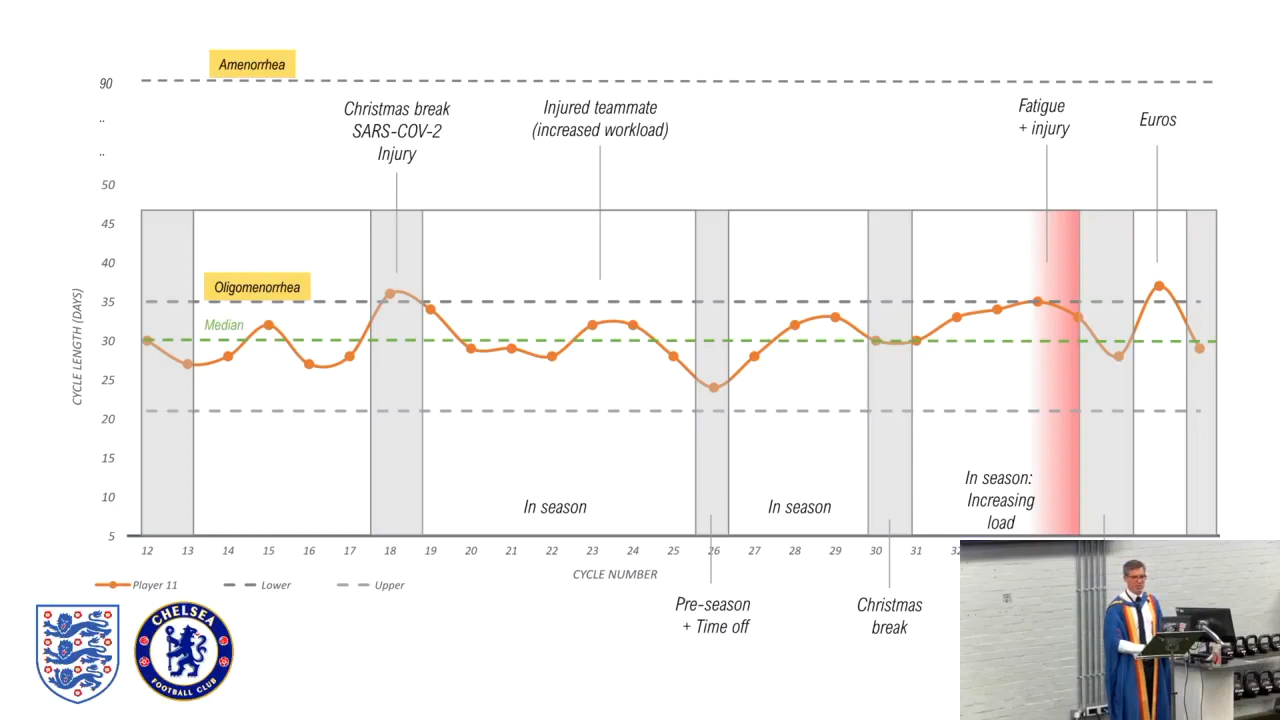 Amenorrhea
90
..
..
50
45
40
35
30
25
20
15
10
5
CYCLE LENGTH (DAYS)
Christmas break
SARS-COV-2
Injury
Injured teammate
(increased workload)
Fatigue
+ injury
Euros
Oligomenorrhea
Median
In season
In season
In season:
Increasing
load
12 13 14 15 16 17 18 19 20 21 22 23 24 25 26 27 28 29 30 31
CYCLE NUMBER
Player 11 Lower Upper
Pre-season
+ Time off
Christmas
break
CHELSEA
FOOTBALL CLUB